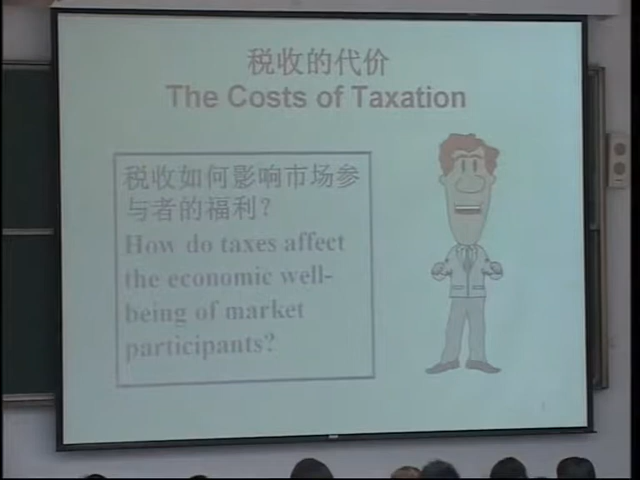 税收的代价
The Costs of Taxation
税收如何影响市场参
与者的福利？
How do taxes affect
the economic well-
being of market
participants?